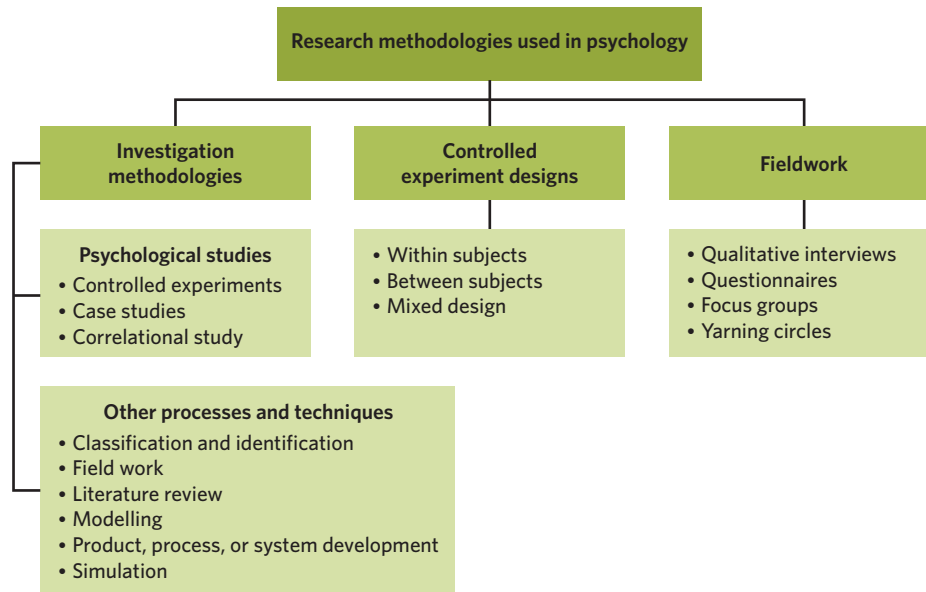 Research methodologies used in psychology
Investigation
methodologies
Controlled
experiment designs
Fieldwork
Psychological studies
• Controlled experiments
• Case studies
• Correlational study
• Within subjects
• Between subjects
• Mixed design
• Qualitative interviews
• Questionnaires
• Focus groups
• Yarning circles
Other processes and techniques
• Classification and identification
• Field work
• Literature review
• Modelling
• Product, process, or system development
• Simulation